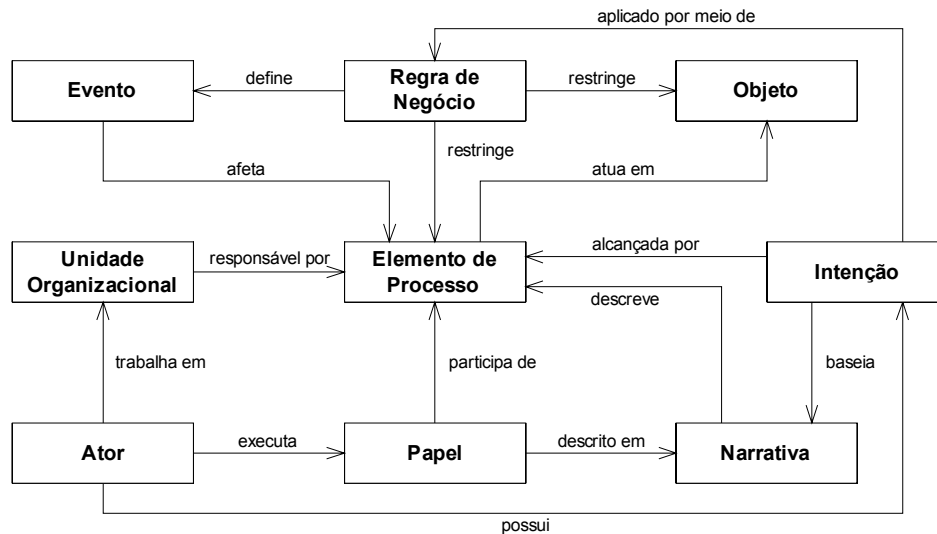 aplicado por meio de
Evento
define
Regra de
Negócio
restringe
Objeto
restringe
afeta
atua em
Unidade
Organizacional
responsável por
Elemento de
Processo
alcançada por
Intenção
descreve
trabalha em
participa de
baseia
Ator
executa
Papel
descrito em
Narrativa
possui